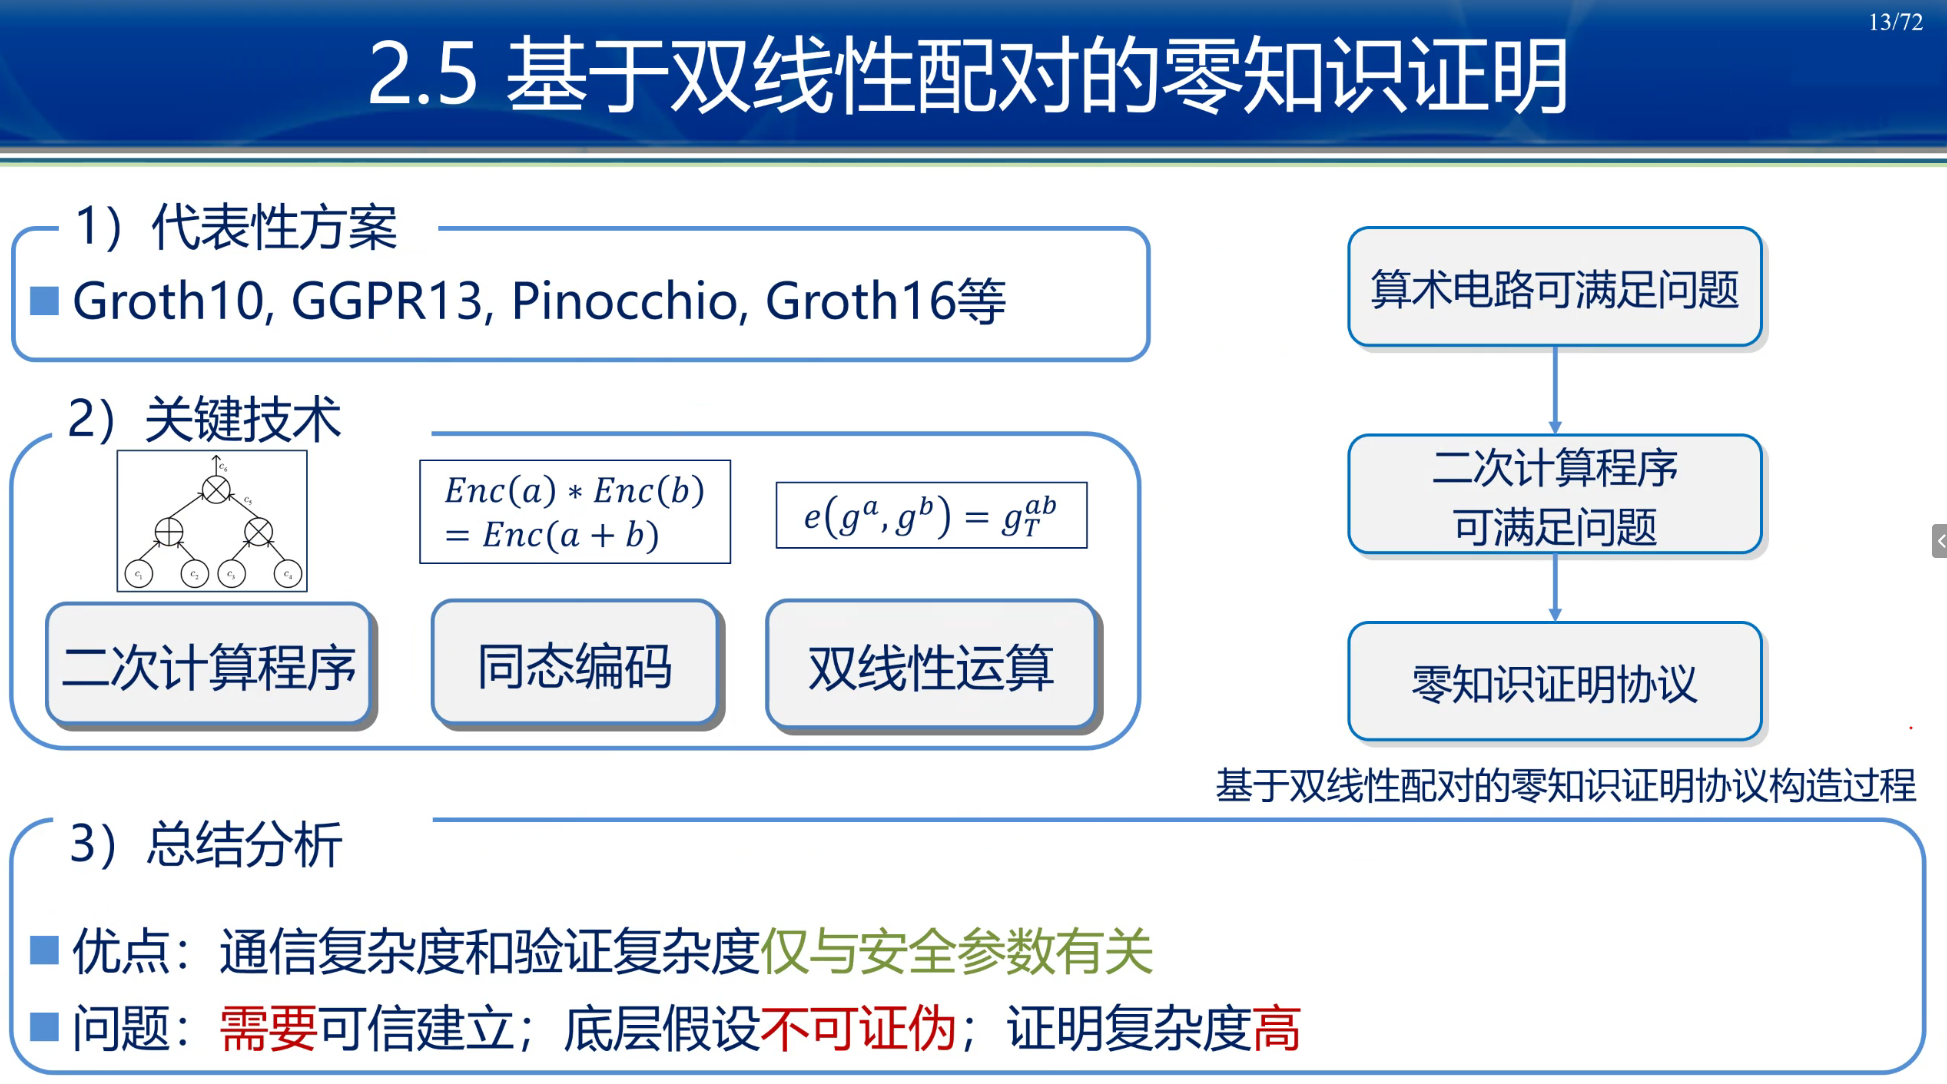 13/72
2.5 基于双线性配对的零知识证明
1）代表性方案
Groth10, GGPR13, Pinocchio, Groth16等
2）关键技术
c₆
c₅
c₁ c₂ c₃ c₄
Enc(a) ∗ Enc(b)
= Enc(a + b)
e(g^a, g^b) = g_T^{ab}
二次计算程序
同态编码
双线性运算
算术电路可满足问题
二次计算程序
可满足问题
零知识证明协议
基于双线性配对的零知识证明协议构造过程
3）总结分析
优点：通信复杂度和验证复杂度仅与安全参数有关
问题：需要可信建立；底层假设不可证伪；证明复杂度高